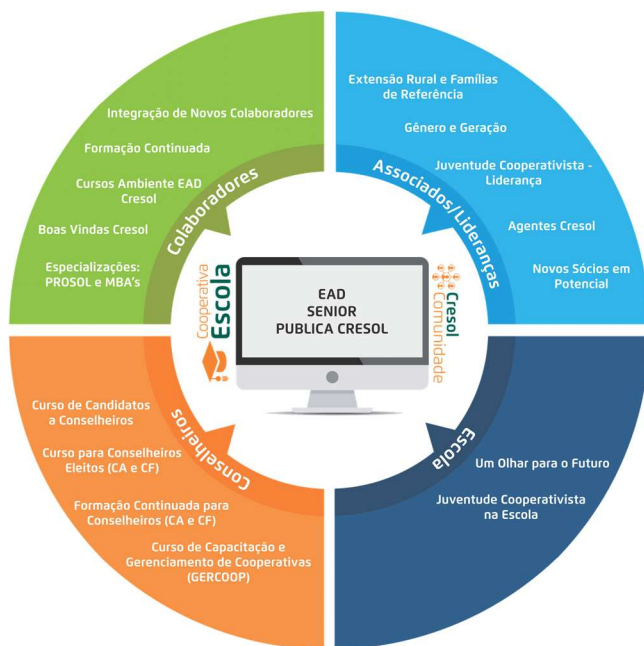 Integração de Novos Colaboradores
Formação Continuada
Cursos Ambiente EAD
Cresol
Boas Vindas Cresol
Especializações:
PROSOL e MBA's
Colaboradores
Extensão Rural e Famílias
de Referência
Gênero e Geração
Juventude Cooperativista -
Liderança
Agentes Cresol
Novos Sócios em
Potencial
Associados/Lideranças
Cooperativa
Escola
EAD
SENIOR
PUBLICA CRESOL
Cresol
Comunidade
Conselheiros
Curso de Candidatos
a Conselheiros
Curso para Conselheiros
Eleitos (CA e CF)
Formação Continuada para
Conselheiros (CA e CF)
Curso de Capacitação e
Gerenciamento de Cooperativas
(GERCOOP)
Escola
Um Olhar para o Futuro
Juventude Cooperativista
na Escola